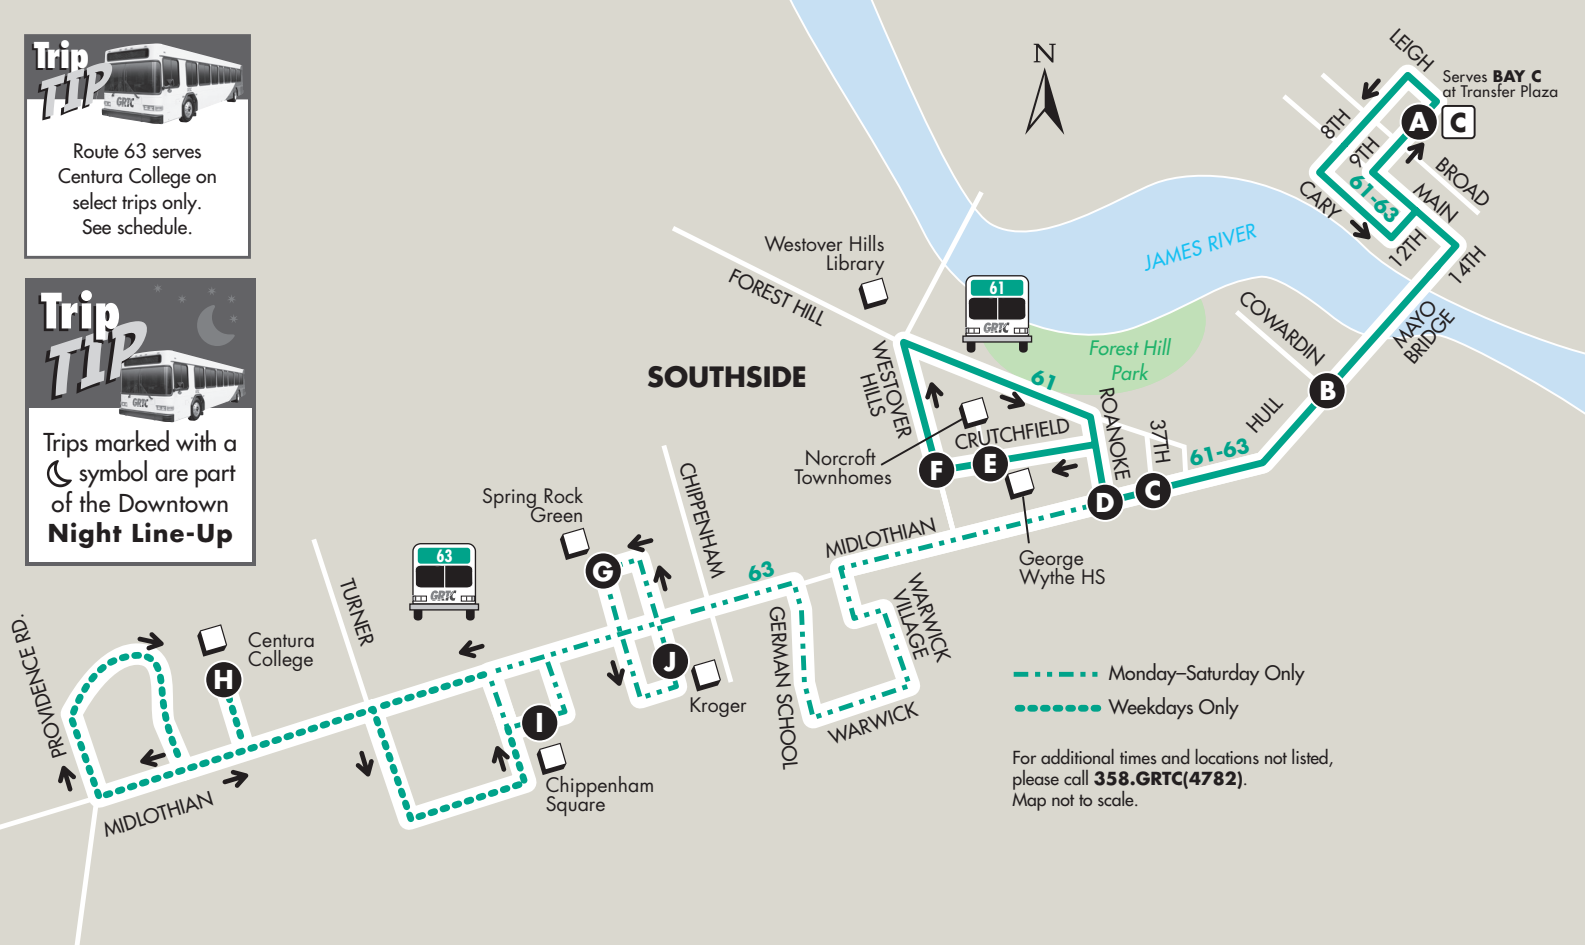 Trip
TIP
GRTC
Route 63 serves
Centura College on
select trips only.
See schedule.
Trip
TIP
GRTC
Trips marked with a
symbol are part
of the Downtown
Night Line-Up
N
LEIGH
Serves BAY C
at Transfer Plaza
A
C
8TH
9TH
BROAD
MAIN
61-63
CARY
12TH
14TH
JAMES RIVER
MAYO
BRIDGE
COWARDIN
B
HULL
Westover Hills
Library
FOREST HILL
61
GRTC
Forest Hill
Park
SOUTHSIDE
WESTOVER
HILLS
61
ROANOKE
37TH
61-63
CRUTCHFIELD
Norcroft
Townhomes
F
E
D
C
George
Wythe HS
MIDLOTHIAN
CHIPPENHAM
Spring Rock
Green
G
63
GRTC
63
WARWICK
VILLAGE
GERMAN SCHOOL
WARWICK
J
Kroger
TURNER
PROVIDENCE RD.
Centura
College
H
I
Chippenham
Square
MIDLOTHIAN
Monday–Saturday Only
Weekdays Only
For additional times and locations not listed,
please call 358.GRTC(4782).
Map not to scale.